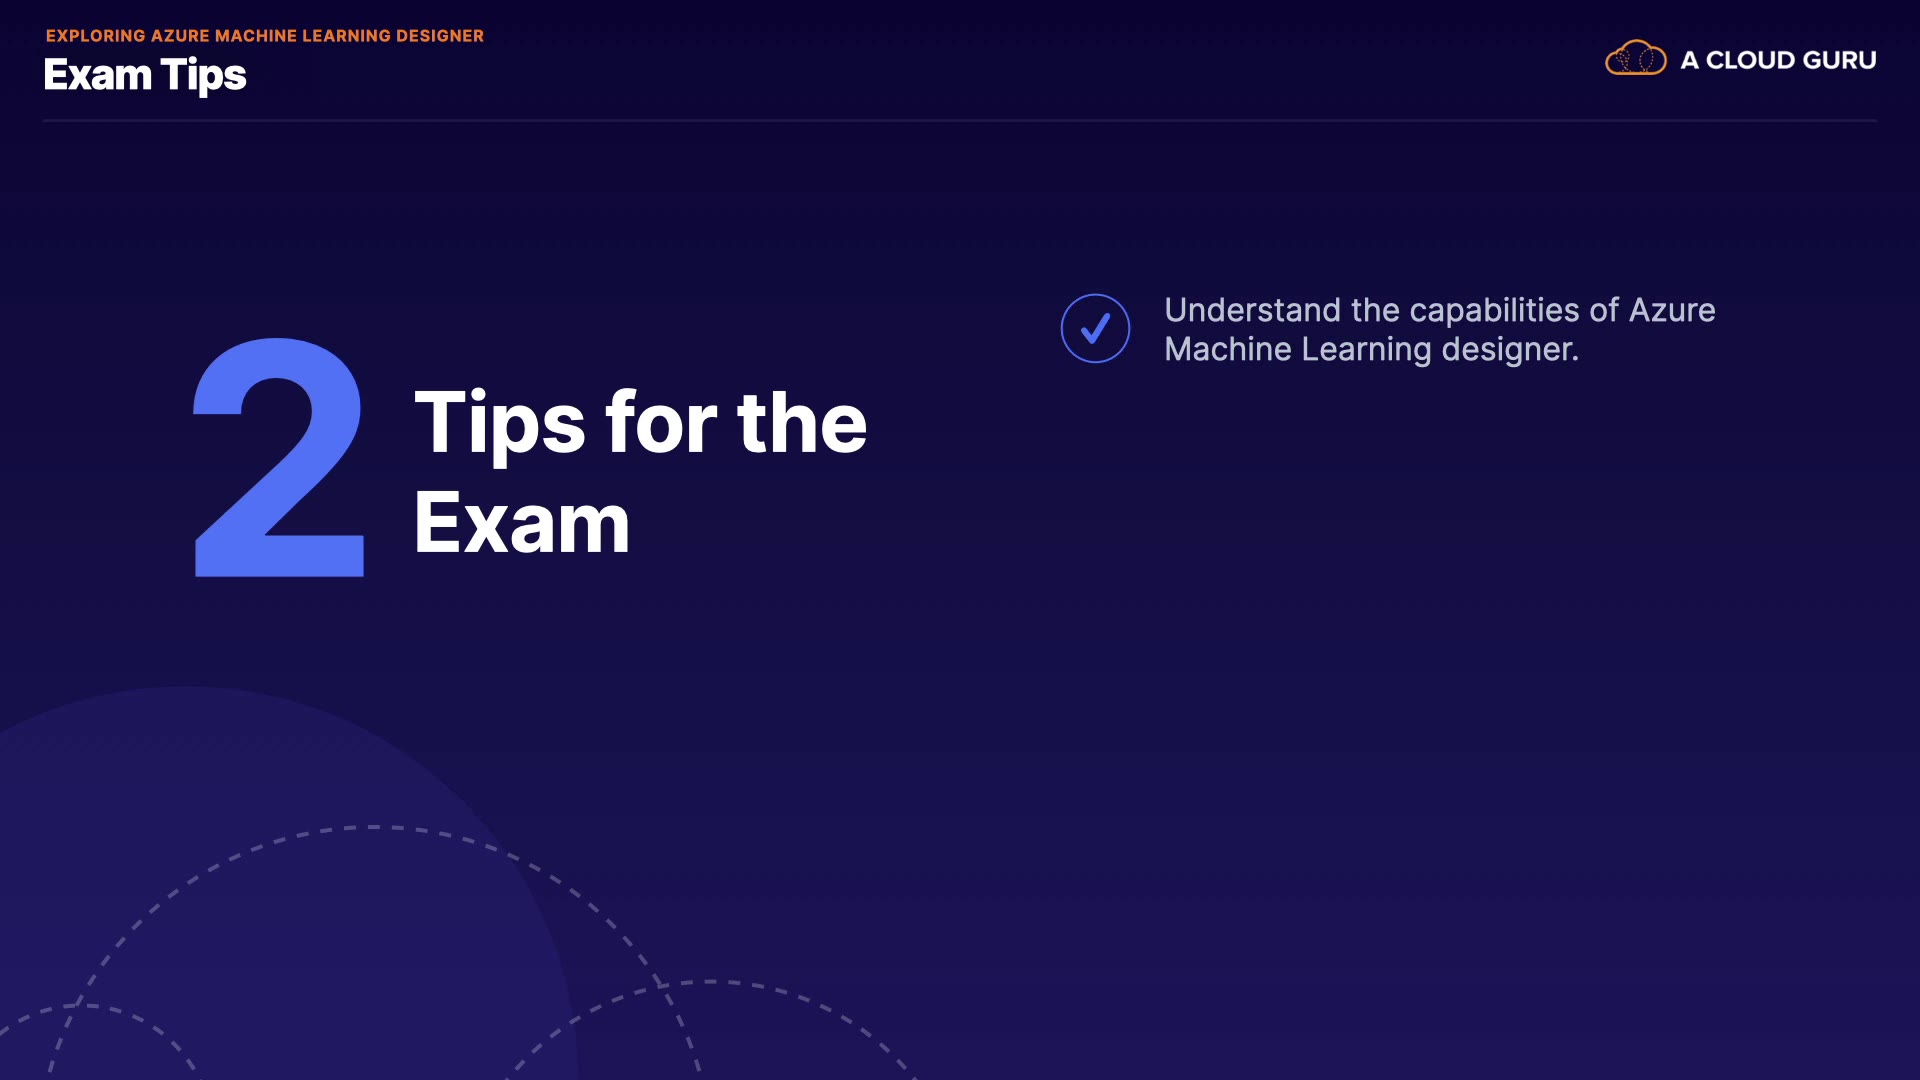 EXPLORING AZURE MACHINE LEARNING DESIGNER
Exam Tips
A CLOUD GURU
2
Tips for the
Exam
Understand the capabilities of Azure
Machine Learning designer.